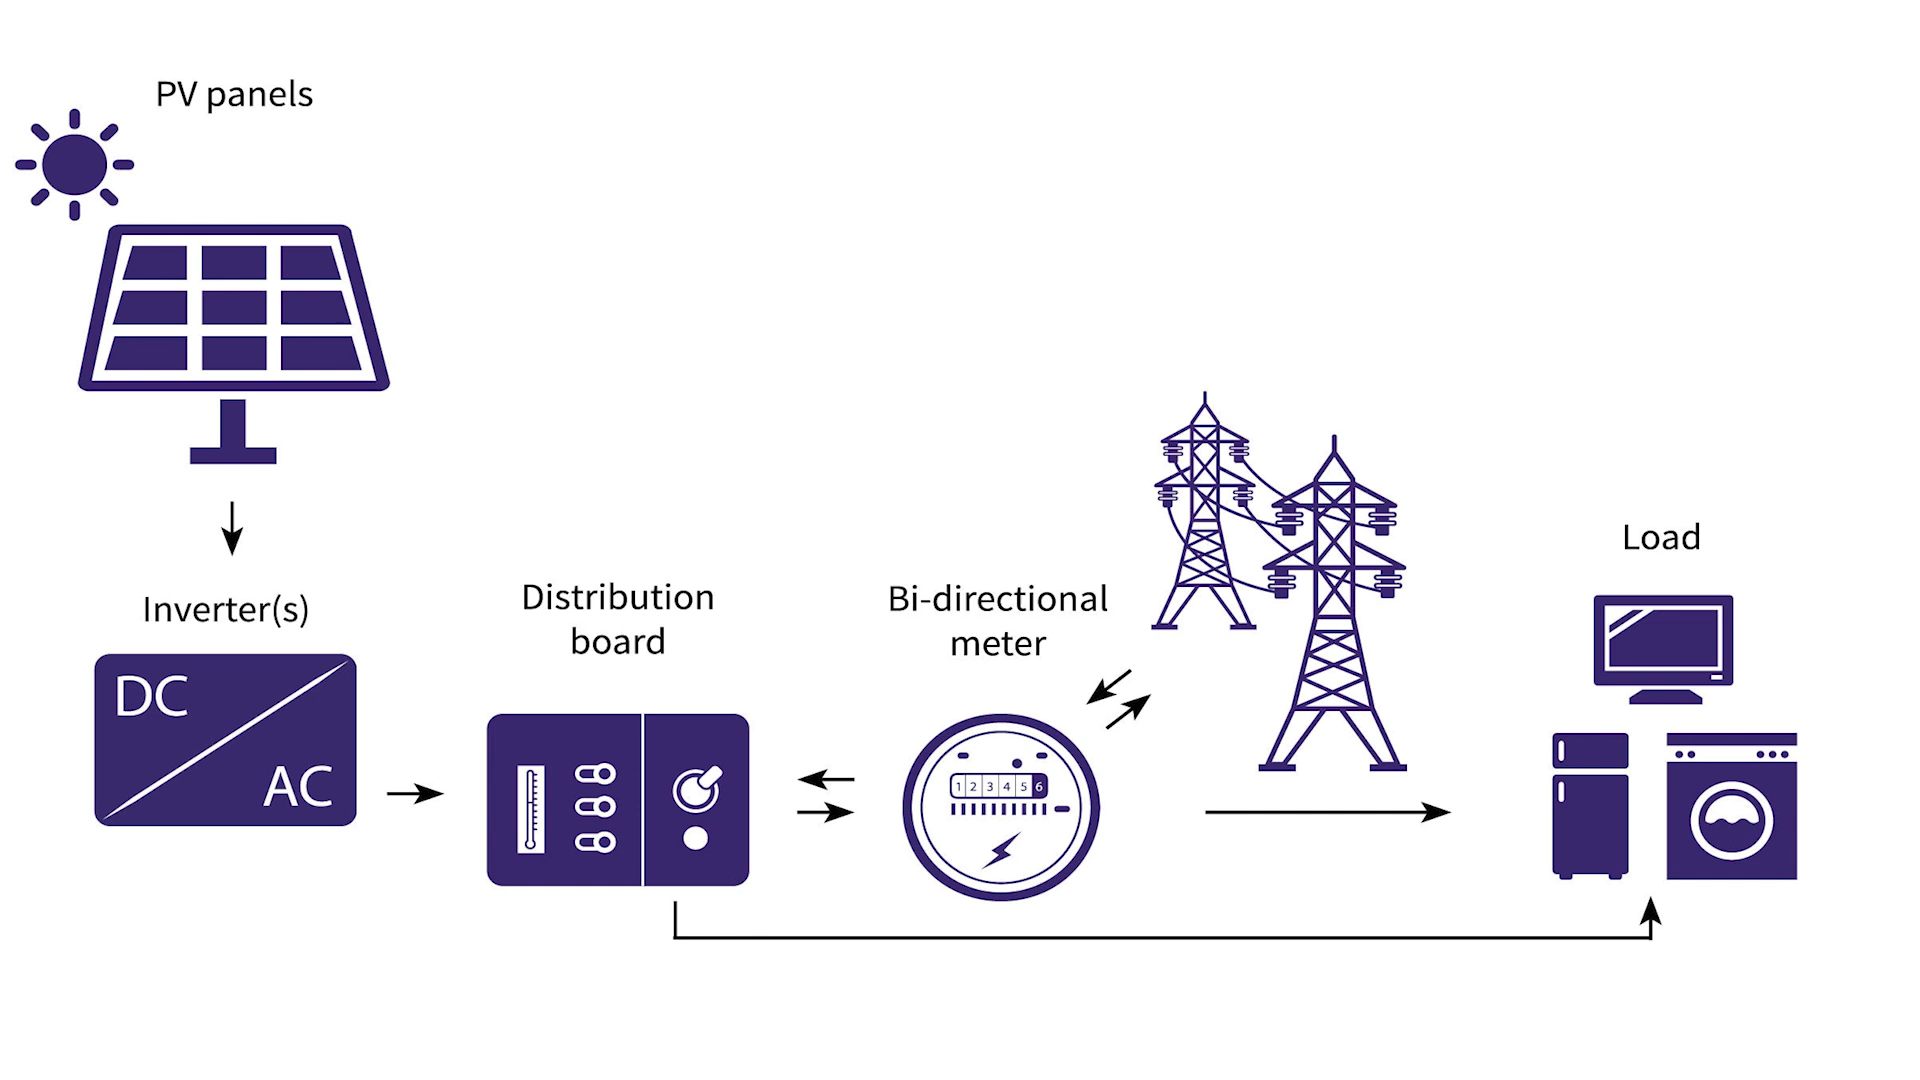 PV panels
Inverter(s)
DC
AC
Distribution
board
Bi-directional
meter
1 2 3 4 5 6
Load